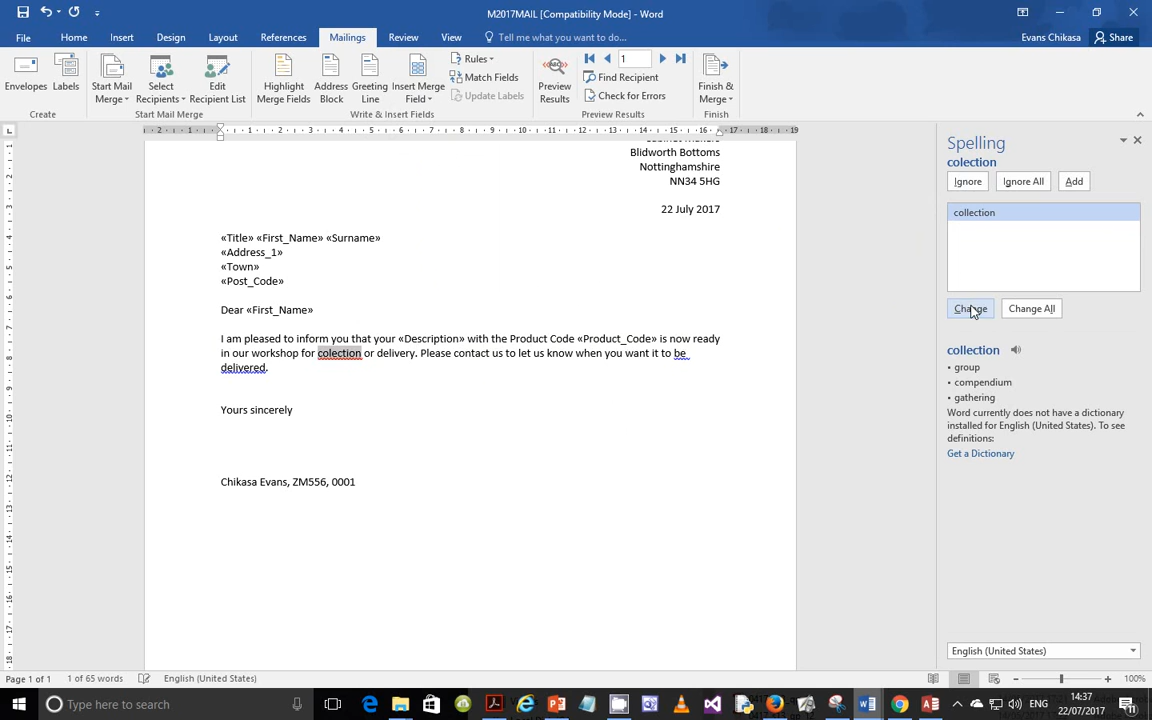 M2017MAIL [Compatibility Mode] - Word
File Home Insert Design Layout References Mailings Review View Tell me what you want to do... Evans Chikasa Share
Envelopes Labels
Create
Start Mail Merge Select Recipients Edit Recipient List
Start Mail Merge
Highlight Merge Fields Address Block Greeting Line Insert Merge Field
Rules
Match Fields
Update Labels
Write & Insert Fields
Preview Results
1
Find Recipient
Check for Errors
Preview Results
Finish & Merge
Finish
Blidworth Bottoms
Nottinghamshire
NN34 5HG
22 July 2017
«Title» «First_Name» «Surname»
«Address_1»
«Town»
«Post_Code»
Dear «First_Name»
I am pleased to inform you that your «Description» with the Product Code «Product_Code» is now ready
in our workshop for colection or delivery. Please contact us to let us know when you want it to be
delivered.
Yours sincerely
Chikasa Evans, ZM556, 0001
Spelling
colection
Ignore Ignore All Add
collection
Change Change All
collection
• group
• compendium
• gathering
Word currently does not have a dictionary
installed for English (United States). To see
definitions:
Get a Dictionary
English (United States)
Page 1 of 1 1 of 65 words English (United States) 100%
Type here to search
ENG
14:37
22/07/2017